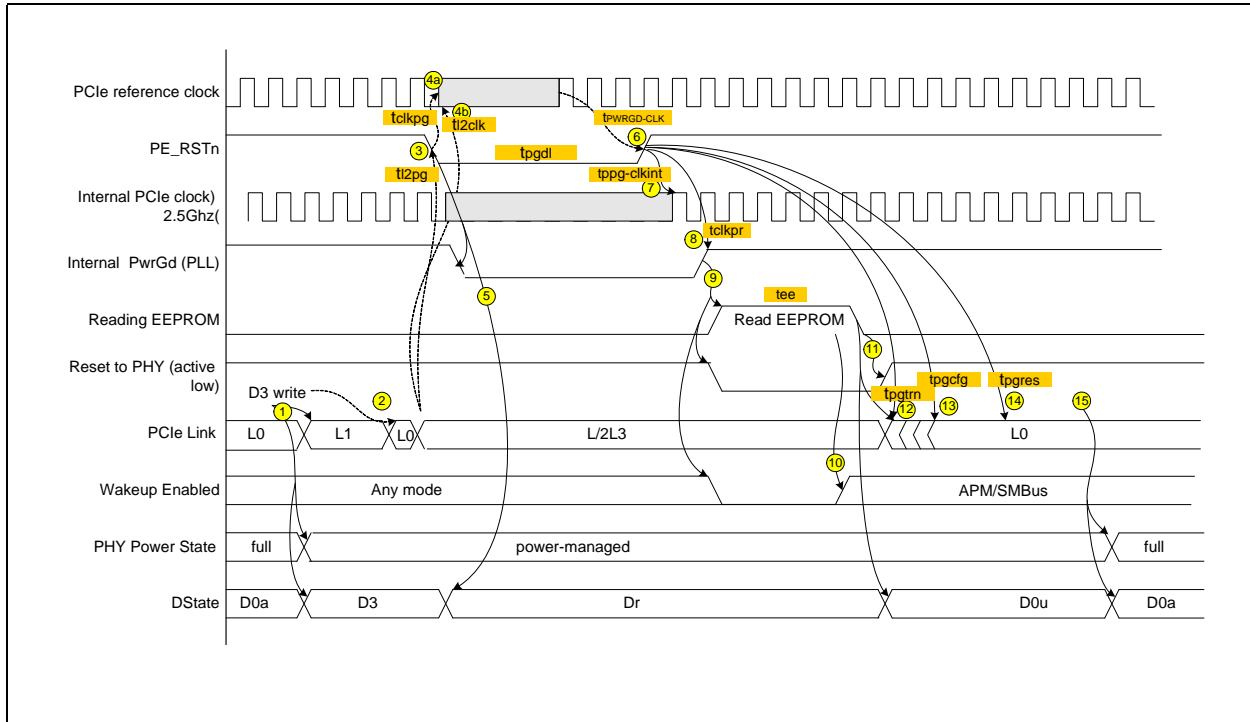 PCIe reference clock
4a
tclkpg
4b
tl2clk
tPWRGD-CLK
PE_RSTn
3
tl2pg
tpgdl
6
tppg-clkint
7
Internal PCIe clock)
2.5Ghz(
Internal PwrGd (PLL)
8
tclkpr
9
5
Reading EEPROM
tee
Read EEPROM
Reset to PHY (active
low)
11
D3 write
1
2
tpgtrn
12
tpgcfg
13
tpgres
14
15
PCIe Link
L0
L1
L0
L/2L3
L0
10
Wakeup Enabled
Any mode
APM/SMBus
PHY Power State
full
power-managed
full
DState
D0a
D3
Dr
D0u
D0a